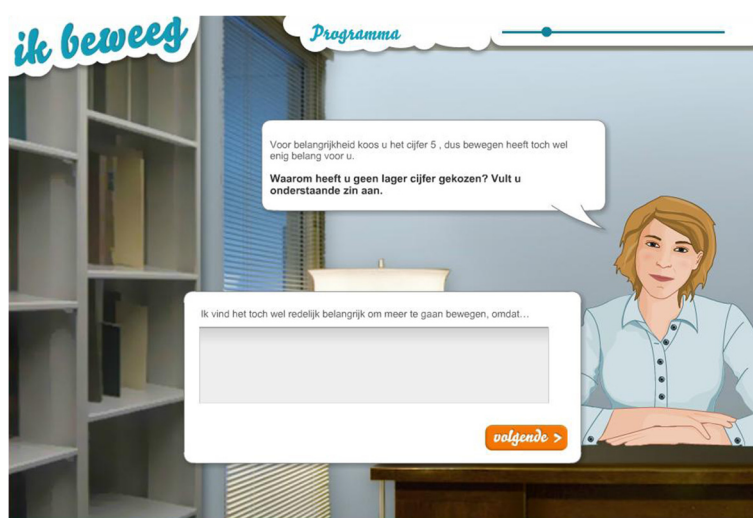 ik beweeg
Programma
Voor belangrijkheid koos u het cijfer 5 , dus bewegen heeft toch wel
enig belang voor u.
Waarom heeft u geen lager cijfer gekozen? Vult u
onderstaande zin aan.
Ik vind het toch wel redelijk belangrijk om meer te gaan bewegen, omdat...
volgende >